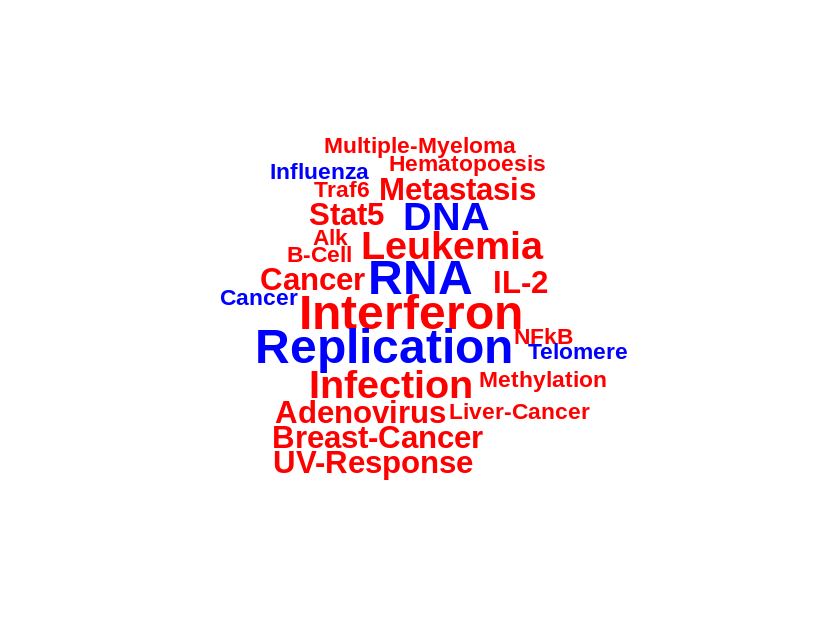 Multiple-Myeloma
Hematopoesis
Influenza
Traf6 Metastasis
Stat5 DNA
Alk Leukemia
B-Cell
Cancer RNA IL-2
Cancer Interferon
NFkB
Replication Telomere
Infection Methylation
Adenovirus Liver-Cancer
Breast-Cancer
UV-Response